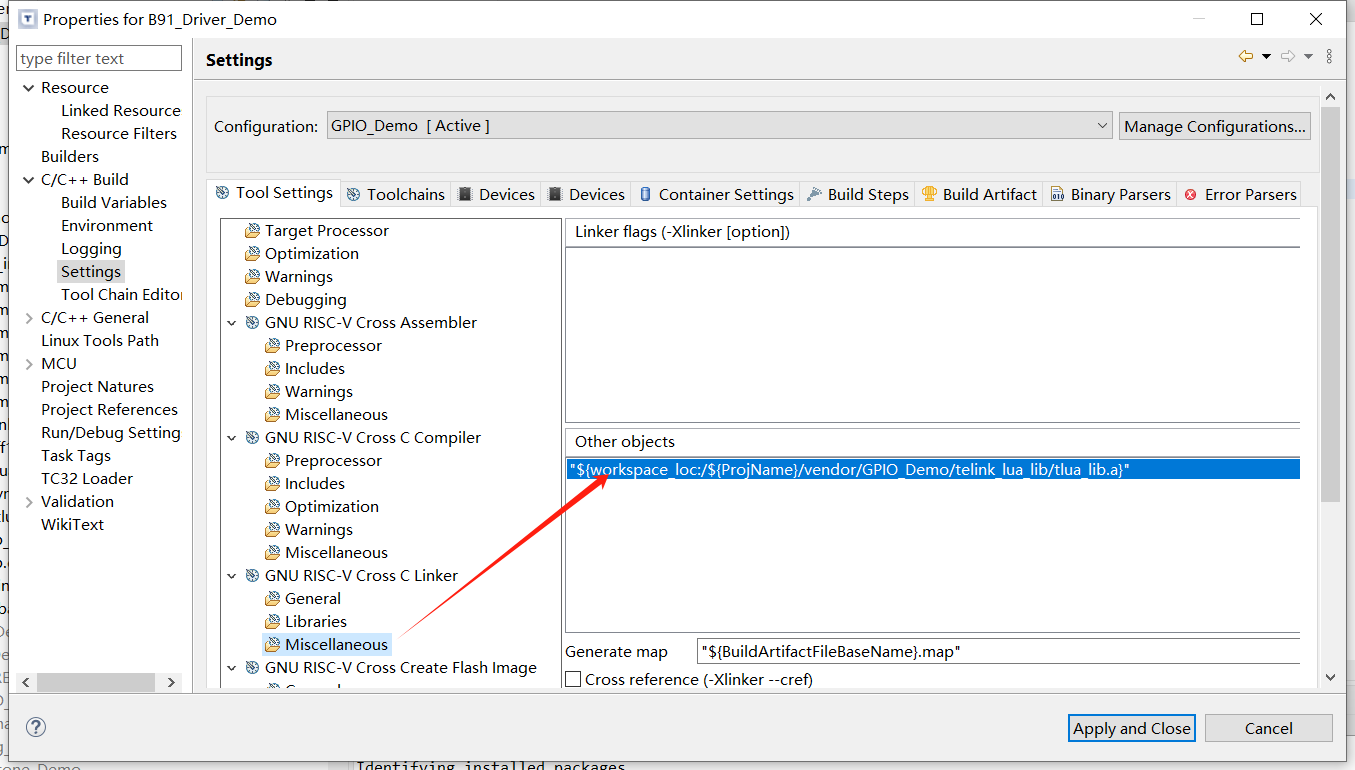 Properties for B91_Driver_Demo
type filter text
Resource
Linked Resource
Resource Filters
Builders
C/C++ Build
Build Variables
Environment
Logging
Settings
Tool Chain Edito
C/C++ General
Linux Tools Path
MCU
Project Natures
Project References
Run/Debug Setting
Task Tags
TC32 Loader
Validation
WikiText
Settings
Configuration:
GPIO_Demo [ Active ]
Manage Configurations...
Tool Settings
Toolchains
Devices
Devices
Container Settings
Build Steps
Build Artifact
Binary Parsers
Error Parsers
Target Processor
Optimization
Warnings
Debugging
GNU RISC-V Cross Assembler
Preprocessor
Includes
Warnings
Miscellaneous
GNU RISC-V Cross C Compiler
Preprocessor
Includes
Optimization
Warnings
Miscellaneous
GNU RISC-V Cross C Linker
General
Libraries
Miscellaneous
GNU RISC-V Cross Create Flash Image
Linker flags (-Xlinker [option])
Other objects
"${workspace_loc:/${ProjName}/vendor/GPIO_Demo/telink_lua_lib/tlua_lib.a}"
Generate map
"${BuildArtifactFileBaseName}.map"
Cross reference (-Xlinker --cref)
Apply and Close
Cancel
Identifying installed packages